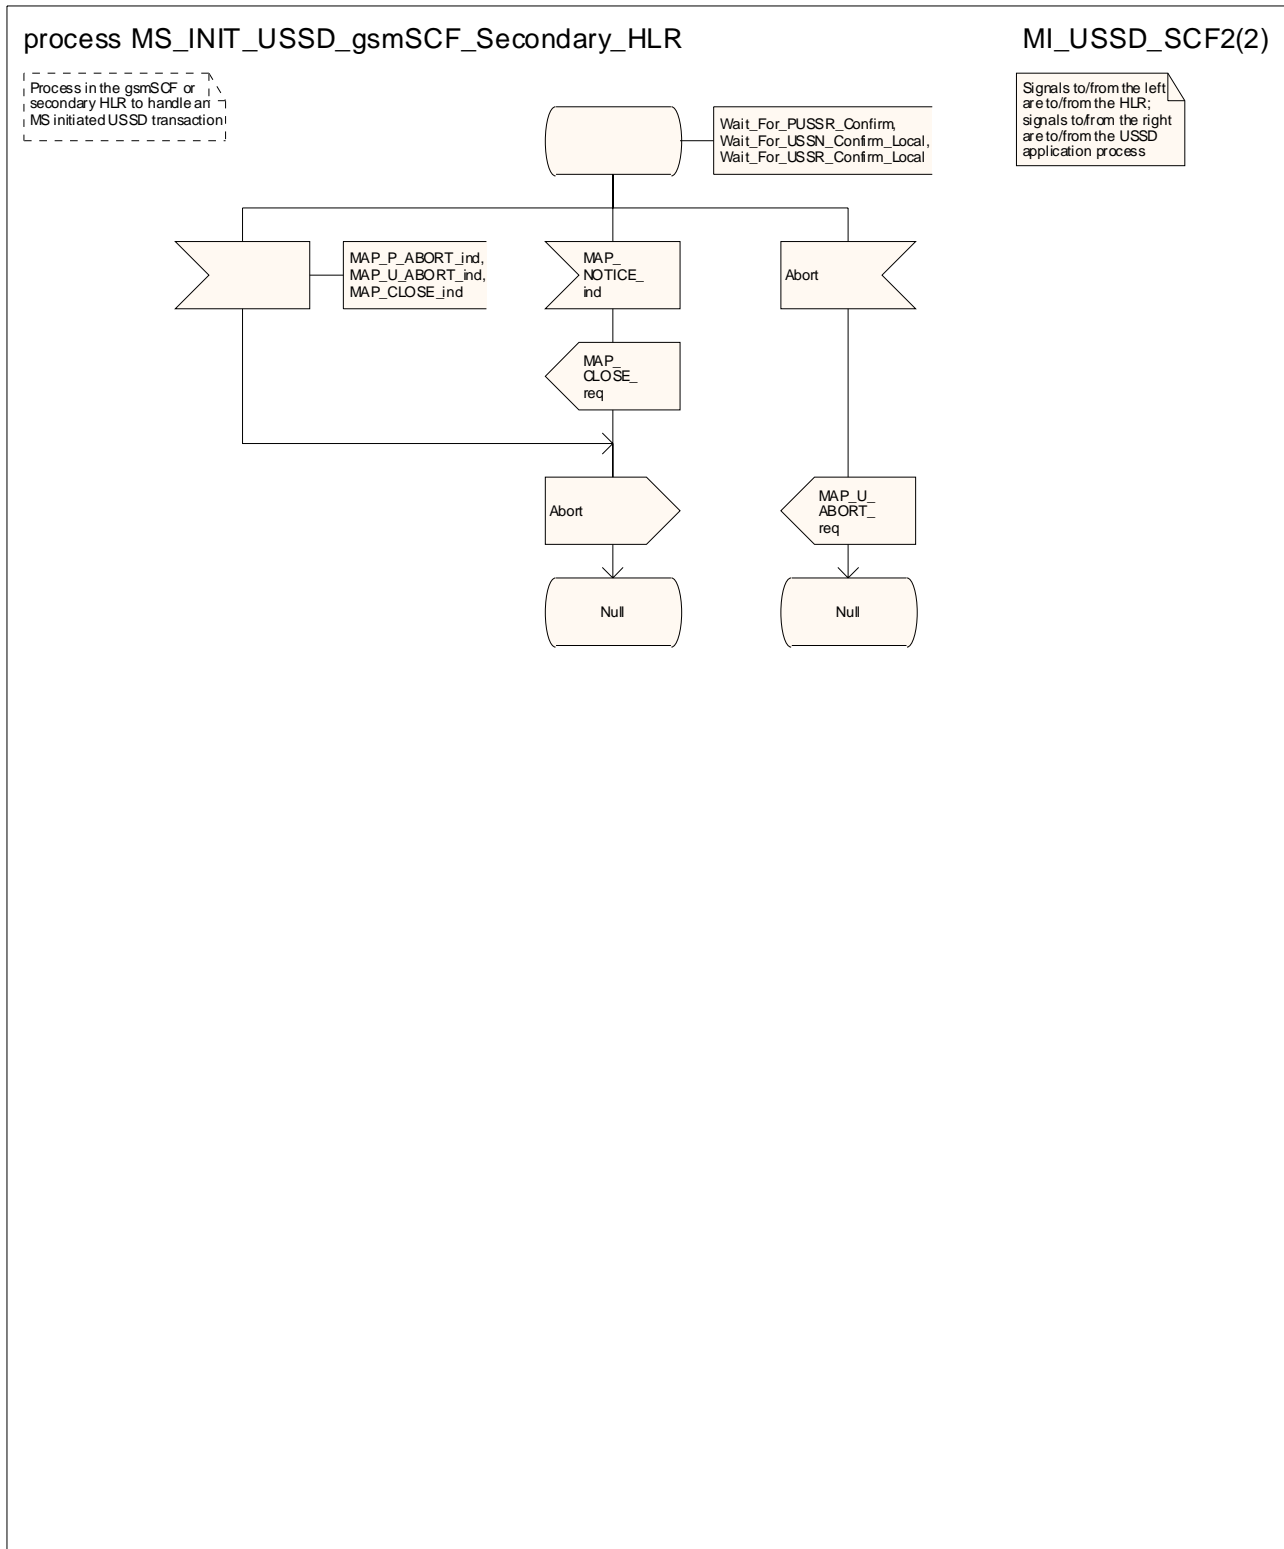 process MS_INIT_USSD_gsmSCF_Secondary_HLR
MI_USSD_SCF2(2)
Process in the gsmSCF or
secondary HLR to handle an
MS initiated USSD transaction
Signals to/from the left
are to/from the HLR;
signals to/from the right
are to/from the USSD
application process
Wait_For_PUSSR_Confirm,
Wait_For_USSN_Confirm_Local,
Wait_For_USSR_Confirm_Local
MAP_P_ABORT_ind,
MAP_U_ABORT_ind,
MAP_CLOSE_ind
MAP_
NOTICE_
ind
Abort
MAP_
CLOSE_
req
Abort
MAP_U_
ABORT_
req
Null
Null